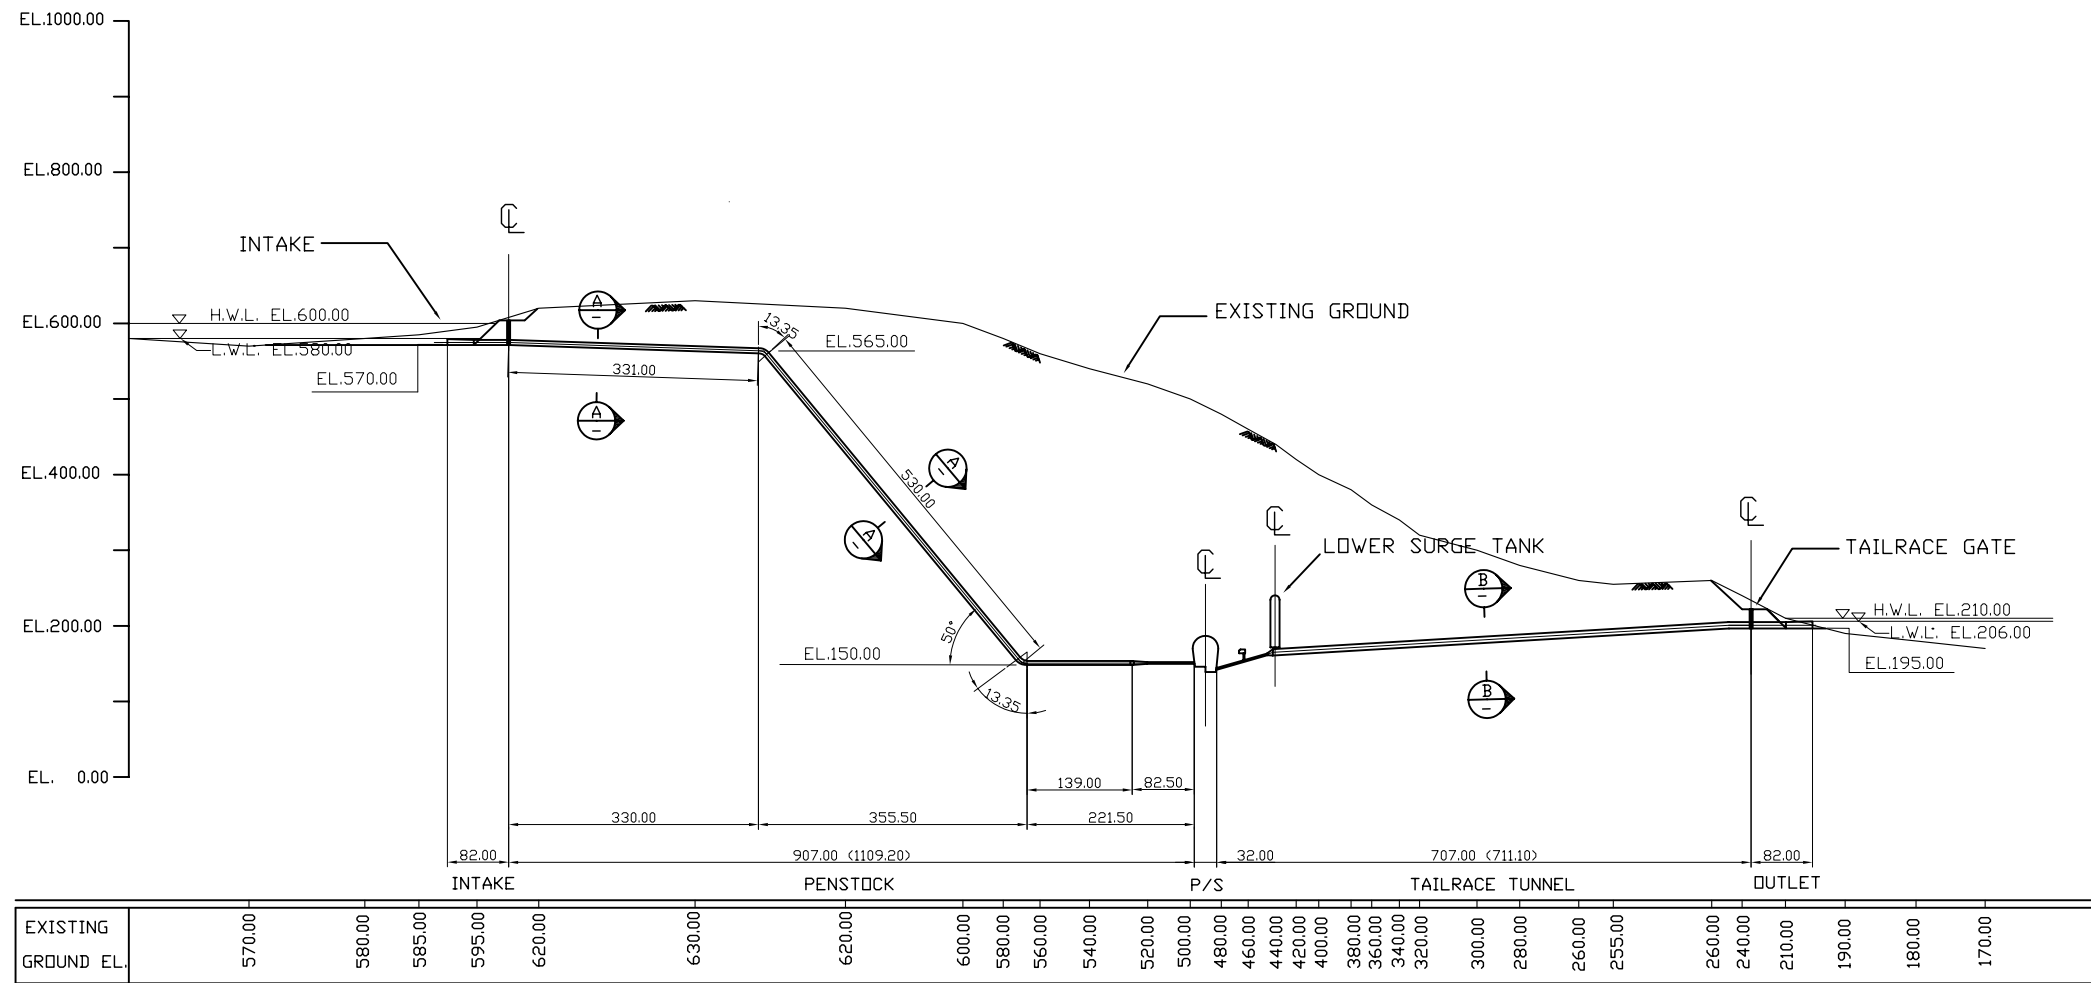 EL.1000.00
EL.800.00
INTAKE
EXISTING GROUND
A
–
H.W.L. EL.600.00
EL.600.00
13.35
EL.565.00
L.W.L. EL.580.00
EL.570.00
331.00
A
–
EL.400.00
A
–
530.00
A
–
LOWER SURGE TANK
TAILRACE GATE
B
–
H.W.L. EL.210.00
EL.200.00
50°
L.W.L. EL.206.00
EL.150.00
EL.195.00
13.35
B
–
EL. 0.00
139.00 82.50
330.00 355.50 221.50
82.00 907.00 (1109.20) 32.00 707.00 (711.10) 82.00
INTAKE PENSTOCK P/S TAILRACE TUNNEL OUTLET
EXISTING
GROUND EL.
570.00 580.00 585.00 595.00 620.00 630.00 620.00 600.00 580.00 560.00 540.00 520.00 500.00 480.00 460.00 440.00 420.00 400.00 380.00 360.00 340.00 320.00 300.00 280.00 260.00 255.00 260.00 240.00 210.00 190.00 180.00 170.00